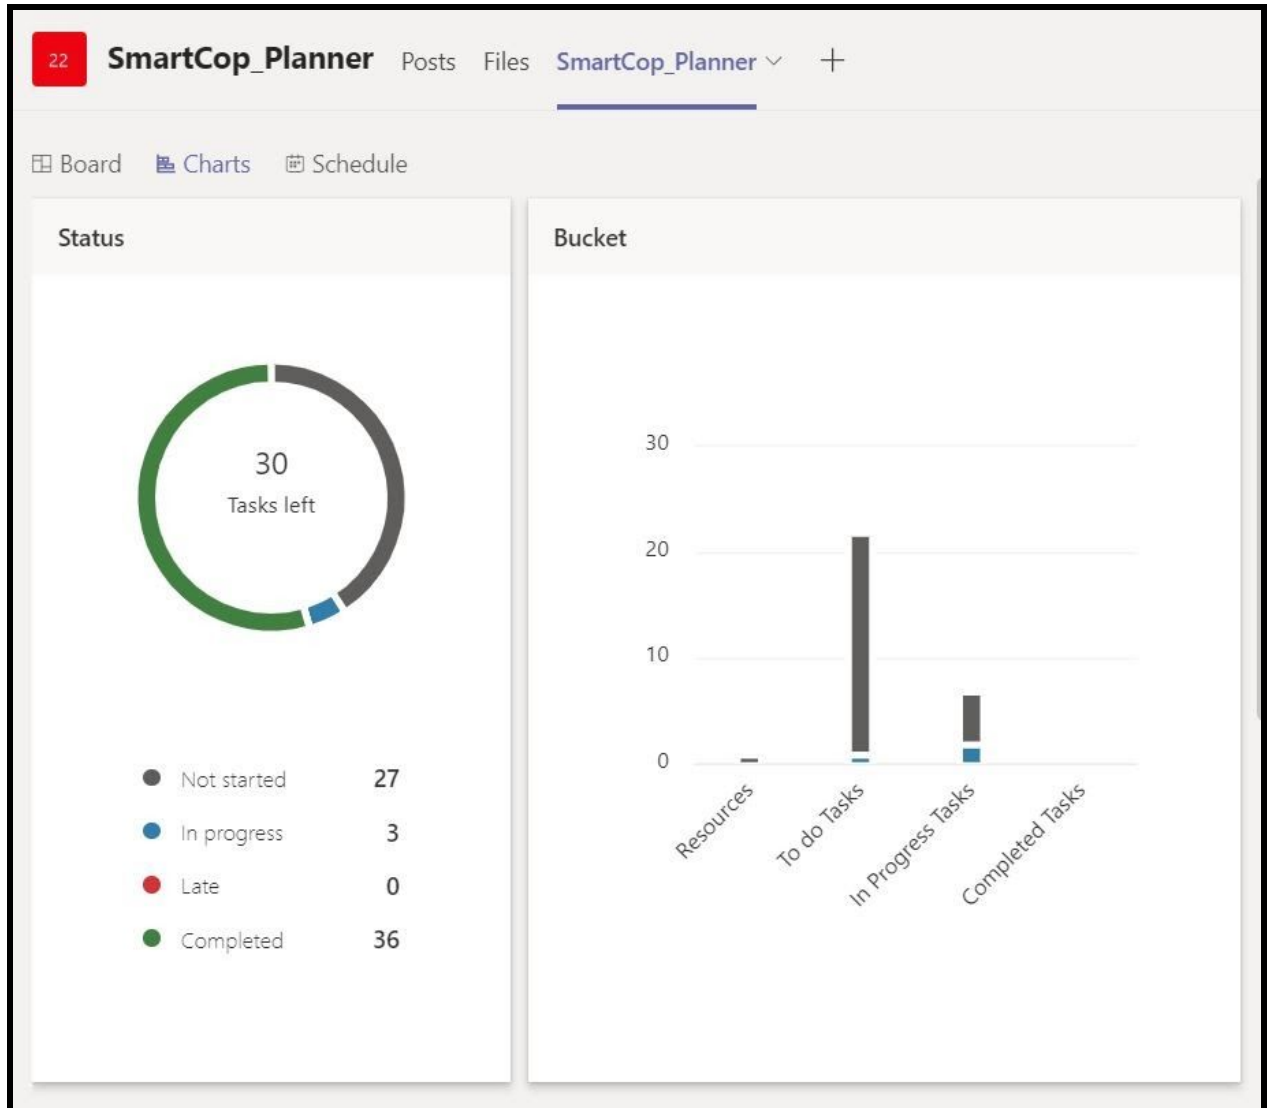 22 SmartCop_Planner Posts Files SmartCop_Planner
Board Charts Schedule
Status
30
Tasks left
Not started 27
In progress 3
Late 0
Completed 36
Bucket
30
20
10
0
Resources
To do Tasks
In Progress Tasks
Completed Tasks